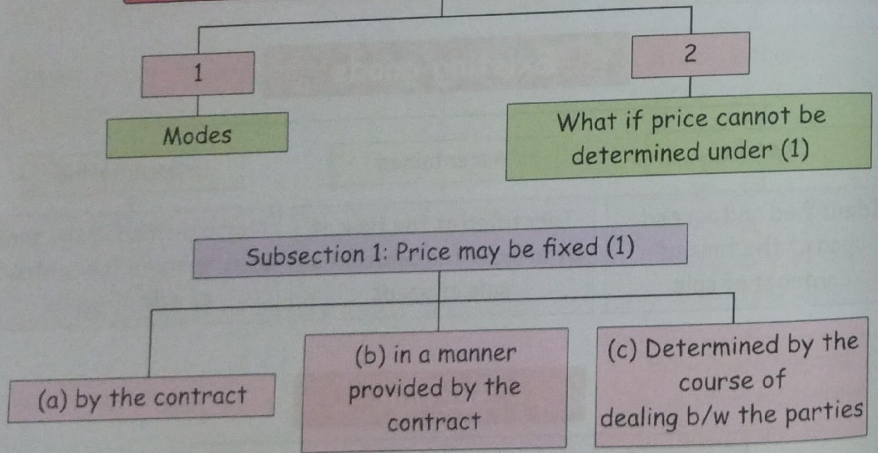 1
2
Modes
What if price cannot be
determined under (1)
Subsection 1: Price may be fixed (1)
(a) by the contract
(b) in a manner
provided by the
contract
(c) Determined by the
course of
dealing b/w the parties